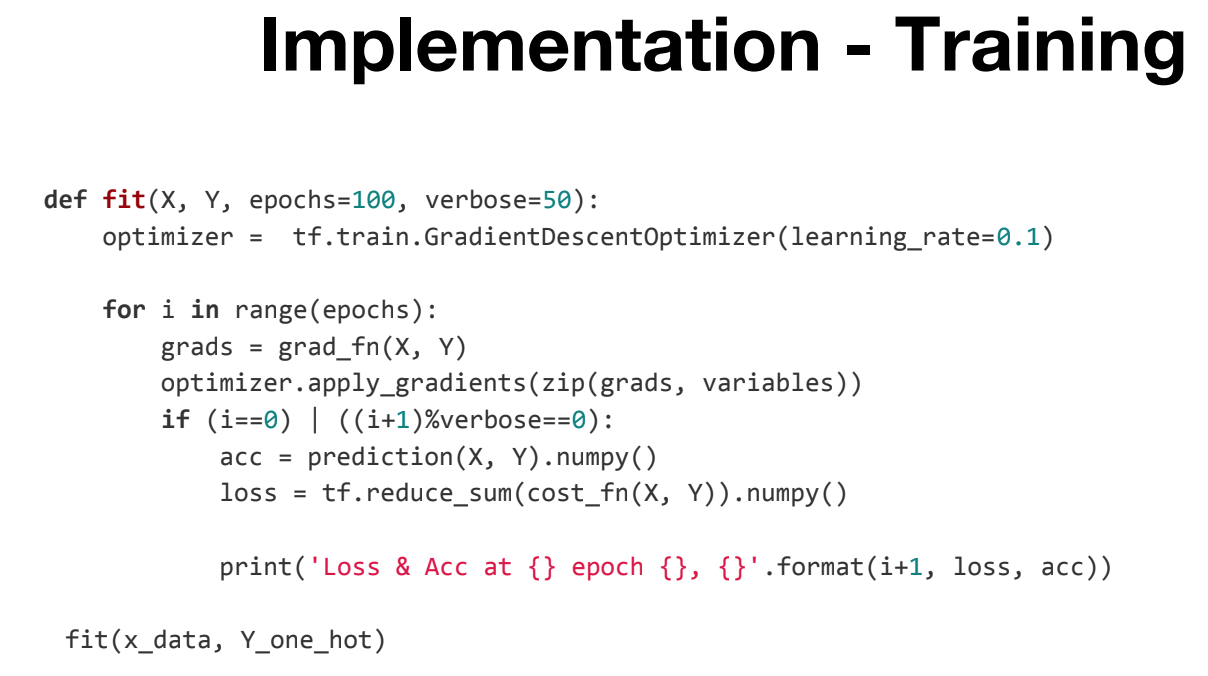 Implementation - Training
def fit(X, Y, epochs=100, verbose=50):
    optimizer =  tf.train.GradientDescentOptimizer(learning_rate=0.1)
    for i in range(epochs):
        grads = grad_fn(X, Y)
        optimizer.apply_gradients(zip(grads, variables))
        if (i==0) | ((i+1)%verbose==0):
            acc = prediction(X, Y).numpy()
            loss = tf.reduce_sum(cost_fn(X, Y)).numpy()
            print('Loss & Acc at {} epoch {}, {}'.format(i+1, loss, acc))
fit(x_data, Y_one_hot)